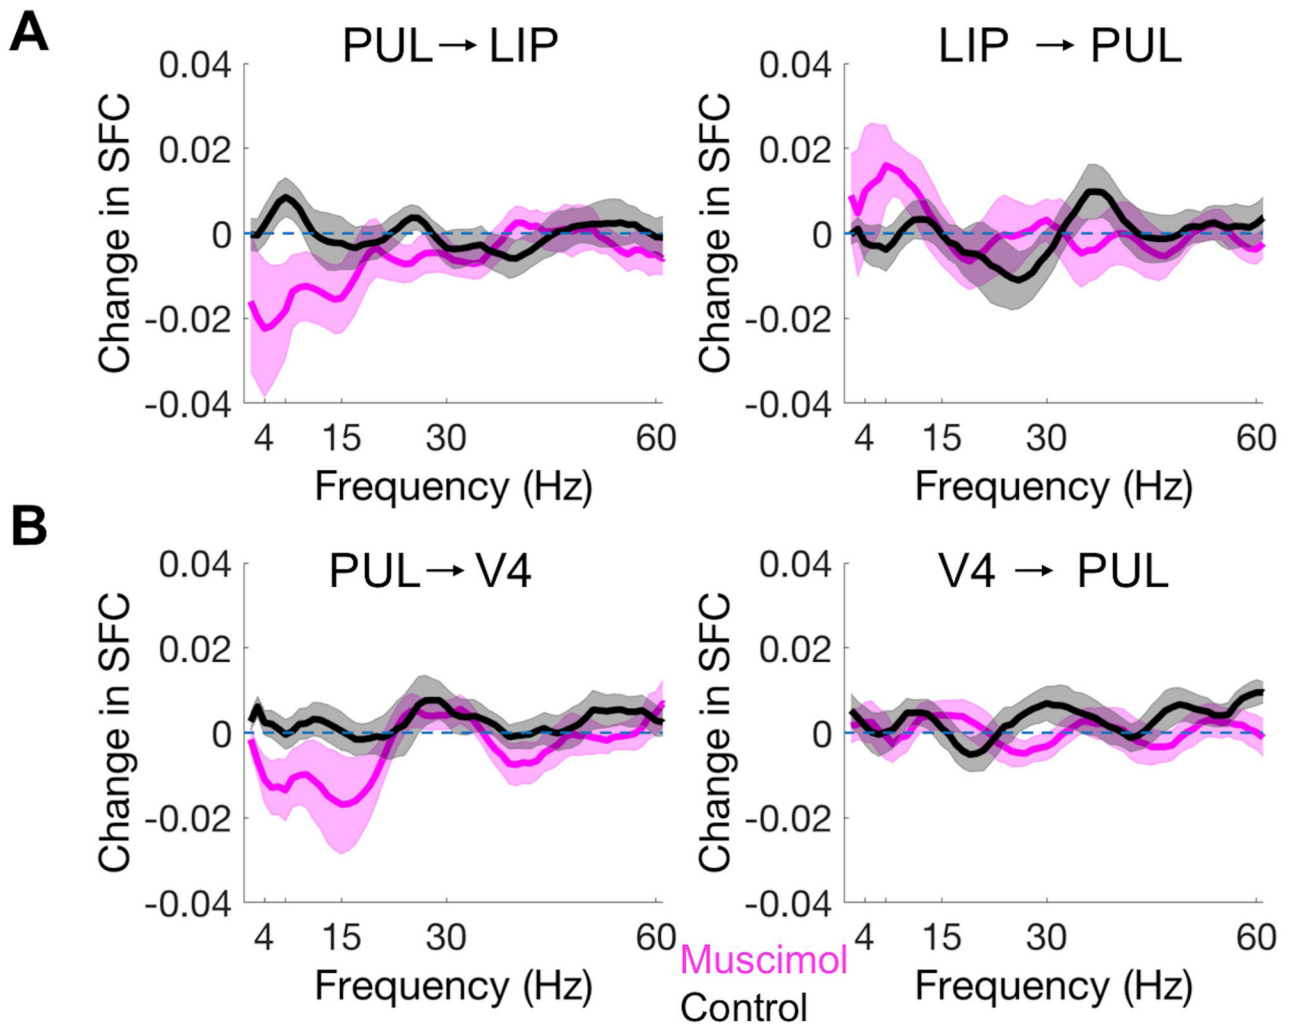 A
PUL → LIP
LIP → PUL
Change in SFC
0.04
0.02
0
-0.02
-0.04
4 15 30 60
Frequency (Hz)
Change in SFC
0.04
0.02
0
-0.02
-0.04
4 15 30 60
Frequency (Hz)
B
PUL → V4
V4 → PUL
Change in SFC
0.04
0.02
0
-0.02
-0.04
4 15 30 60
Frequency (Hz)
Change in SFC
0.04
0.02
0
-0.02
-0.04
4 15 30 60
Frequency (Hz)
Muscimol
Control